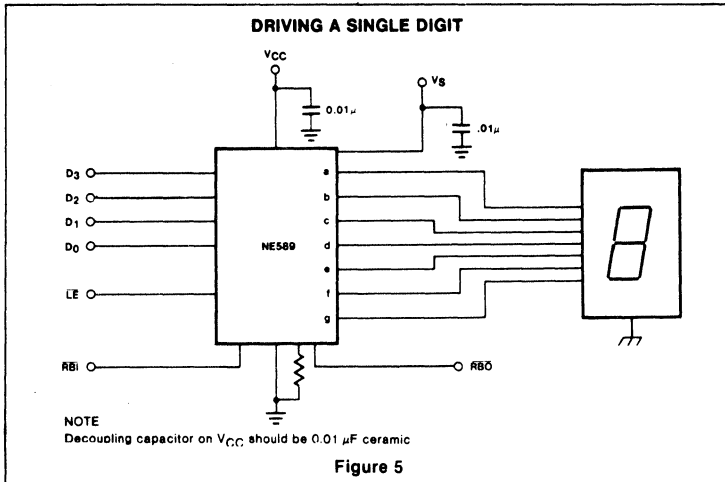 DRIVING A SINGLE DIGIT
VCC
VS
0.01μ
.01μ
D3
D2
D1
D0
LE
RBI
NE589
a
b
c
d
e
f
g
RBO
NOTE
Decoupling capacitor on VCC should be 0.01 μF ceramic
Figure 5